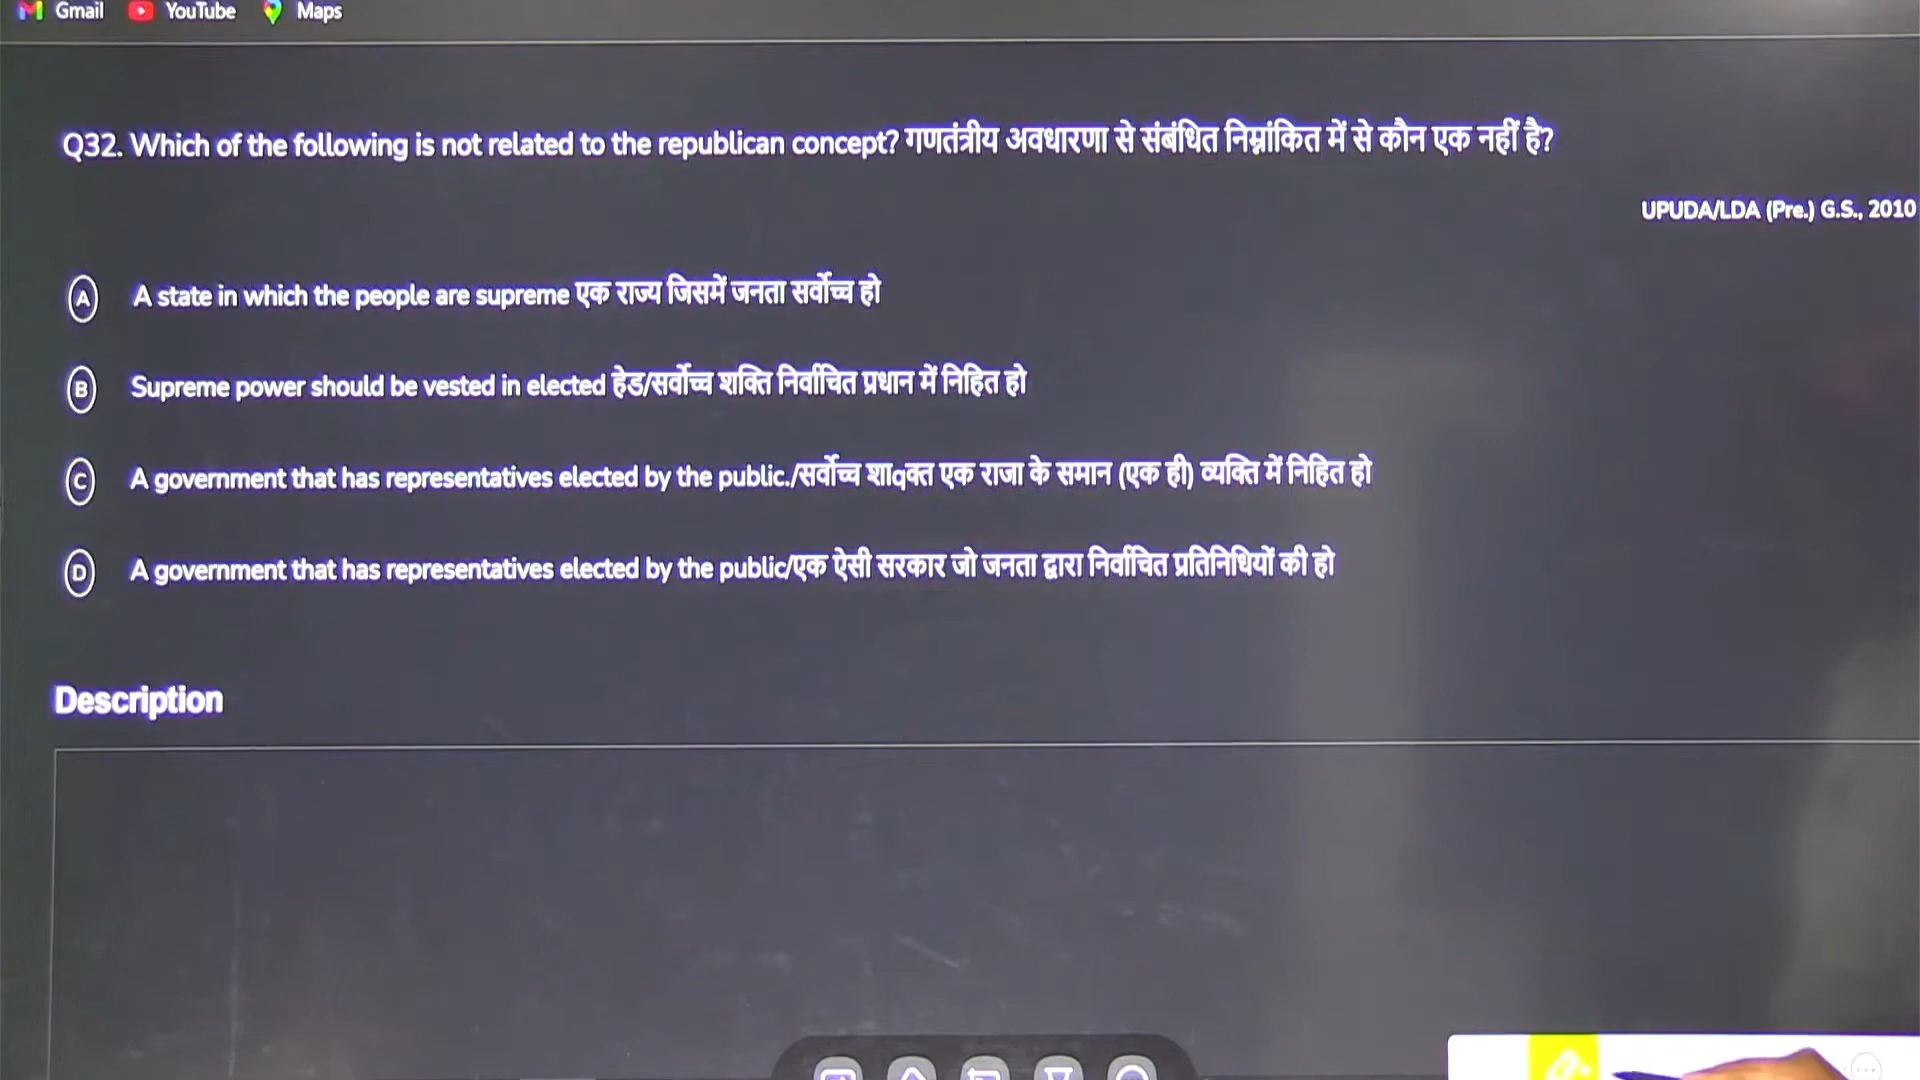 Gmail YouTube Maps
Q32. Which of the following is not related to the republican concept? गणतंत्रीय अवधारणा से संबंधित निम्नांकित में से कौन एक नहीं है?
UPUDA/LDA (Pre.) G.S., 2010
A A state in which the people are supreme एक राज्य जिसमें जनता सर्वोच्च हो
B Supreme power should be vested in elected हेड/सर्वोच्च शक्ति निर्वाचित प्रधान में निहित हो
C A government that has representatives elected by the public./सर्वोच्च शाqक्त एक राजा के समान (एक ही) व्यक्ति में निहित हो
D A government that has representatives elected by the public/एक ऐसी सरकार जो जनता द्वारा निर्वाचित प्रतिनिधियों की हो
Description